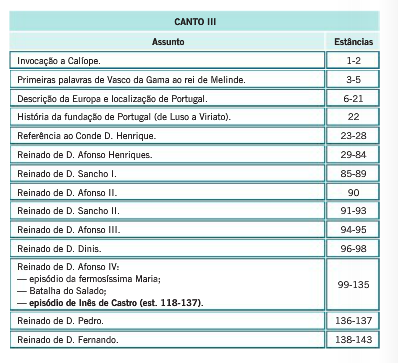 CANTO III
Assunto Estâncias
Invocação a Calíope. 1-2
Primeiras palavras de Vasco da Gama ao rei de Melinde. 3-5
Descrição da Europa e localização de Portugal. 6-21
História da fundação de Portugal (de Luso a Viriato). 22
Referência ao Conde D. Henrique. 23-28
Reinado de D. Afonso Henriques. 29-84
Reinado de D. Sancho I. 85-89
Reinado de D. Afonso II. 90
Reinado de D. Sancho II. 91-93
Reinado de D. Afonso III. 94-95
Reinado de D. Dinis. 96-98
Reinado de D. Afonso IV:
— episódio da fermosíssima Maria;
— Batalha do Salado;
— episódio de Inês de Castro (est. 118-137).
99-135
Reinado de D. Pedro. 136-137
Reinado de D. Fernando. 138-143